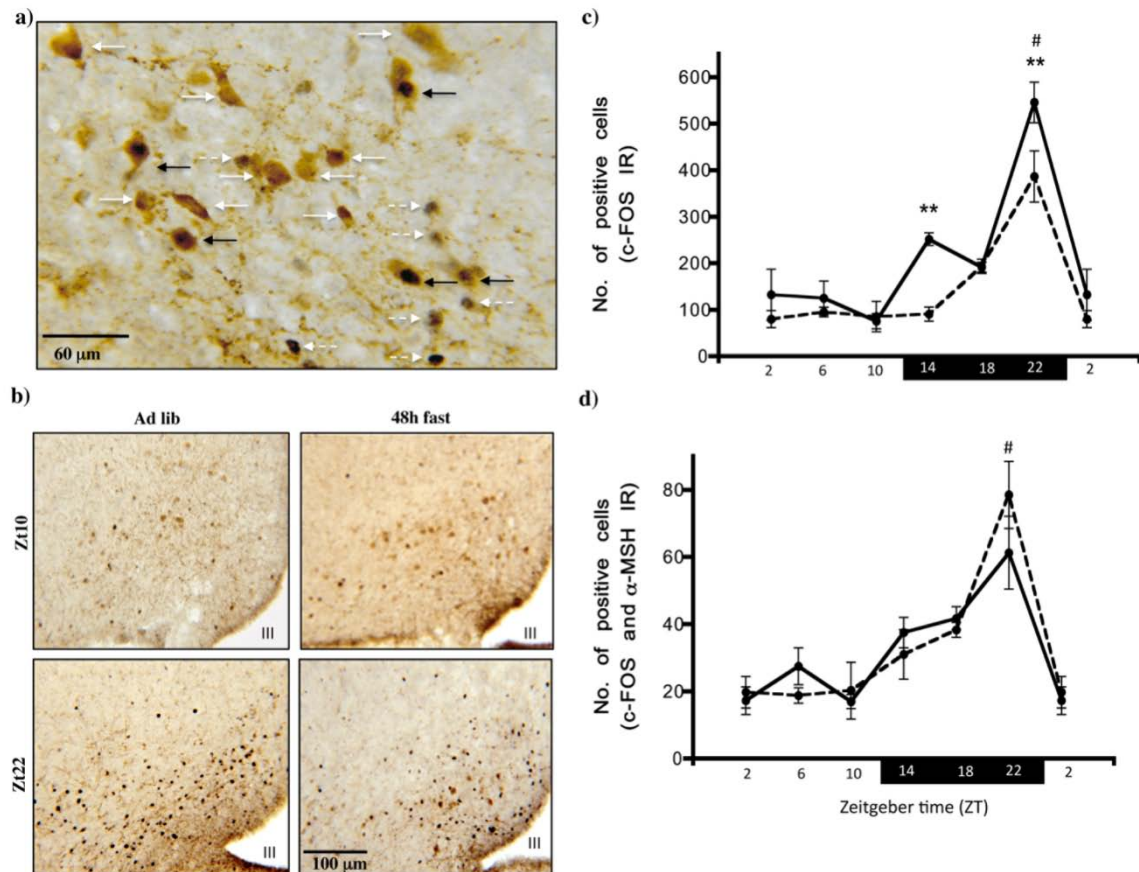 a)
60 µm
b)
Ad lib
48h fast
Zt10
III
III
Zt22
III
100 µm
III
c)
#
**
**
No. of positive cells
(c-FOS IR)
600
500
400
300
200
100
0
2 6 10 14 18 22 2
d)
#
No. of positive cells
(c-FOS and α-MSH IR)
80
60
40
20
0
2 6 10 14 18 22 2
Zeitgeber time (ZT)